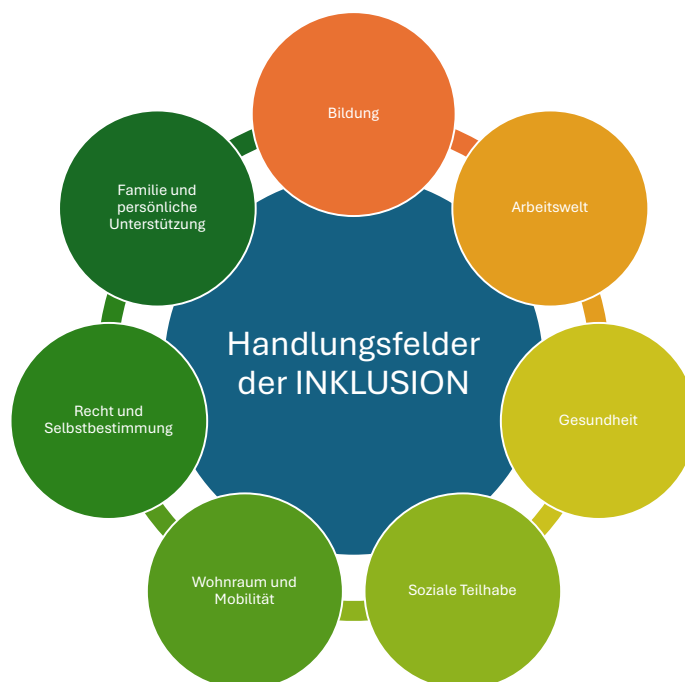 Bildung
Arbeitswelt
Gesundheit
Soziale Teilhabe
Wohnraum und
Mobilität
Recht und
Selbstbestimmung
Familie und
persönliche
Unterstützung
Handlungsfelder
der INKLUSION